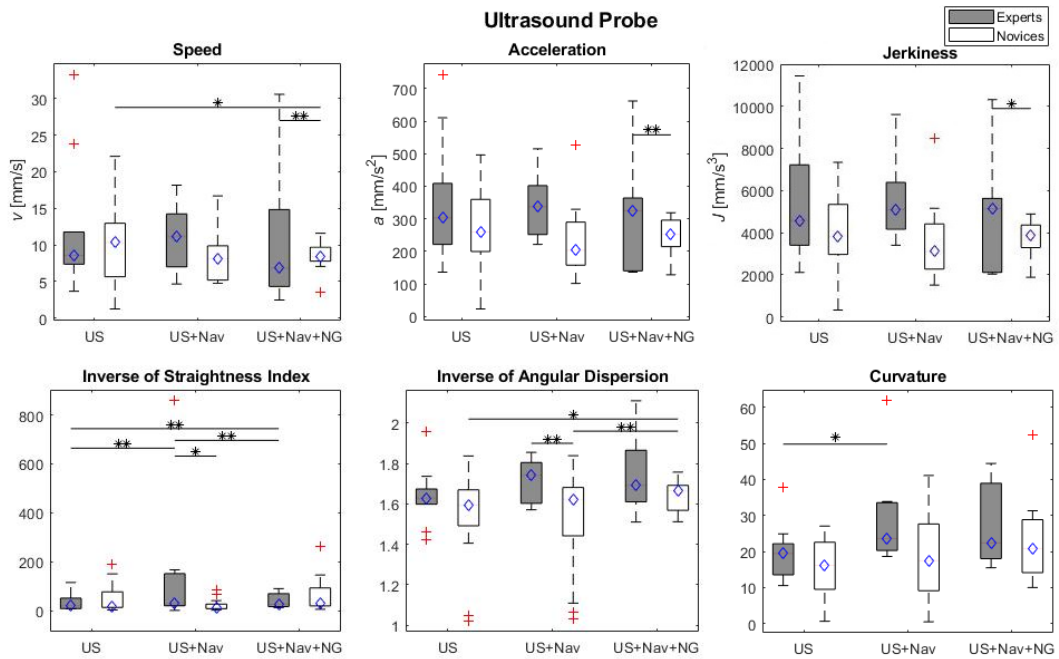 Ultrasound Probe
Experts
Novices
Speed
v [mm/s]
30
25
20
15
10
5
0
US
US+Nav
US+Nav+NG
*
**
Acceleration
a [mm/s²]
700
600
500
400
300
200
100
0
US
US+Nav
US+Nav+NG
**
Jerkiness
J [mm/s³]
12000
10000
8000
6000
4000
2000
0
US
US+Nav
US+Nav+NG
*
Inverse of Straightness Index
800
600
400
200
0
US
US+Nav
US+Nav+NG
**
**
**
*
Inverse of Angular Dispersion
2
1.8
1.6
1.4
1.2
1
US
US+Nav
US+Nav+NG
*
**
**
Curvature
60
50
40
30
20
10
0
US
US+Nav
US+Nav+NG
*